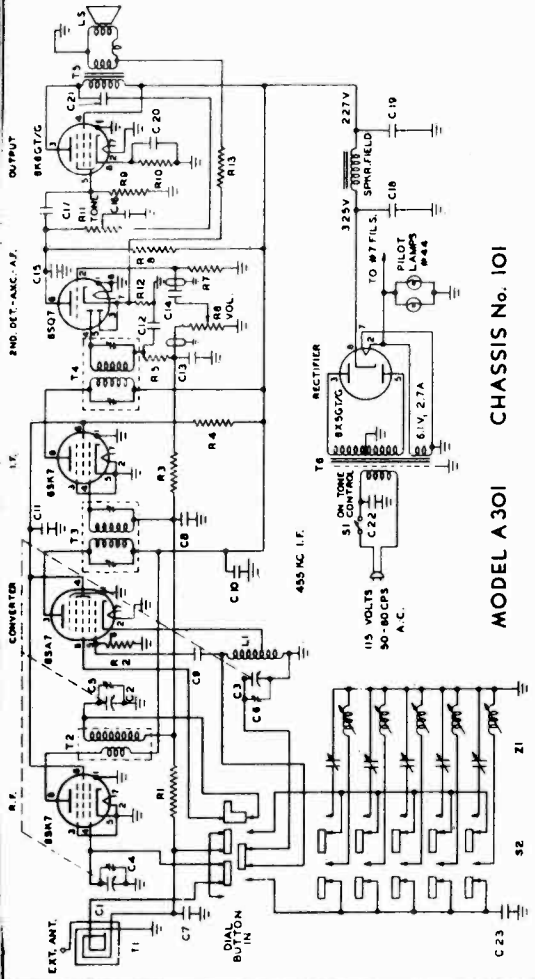 R.F.
CONVERTER
I.F.
2ND. DET.-A.V.C.-A.F.
OUTPUT
6SK7
6SA7
6SK7
6SQ7
6K6GT/G
EXT. ANT.
T1
C1
C4
T2
C5
C2
R2
C11
T3
T4
C15
C17
R11
TONE
C16
R9
R10
C20
C21
T5
L.S.
R1
C7
C9
C3
C6
L1
C10
C8
R3
R4
R5
C13
C12
R12
C14
R6
VOL.
R7
R8
R13
DIAL
BUTTON
IN
S2
Z1
C23
455 KC I.F.
115 VOLTS
50-60 CPS
A.C.
S1 ON TONE
CONTROL
C22
T6
RECTIFIER
6X5GT/G
6.1V, 2.7A
TO #7 FILS.
PILOT
LAMPS
#44
325V
SPKR. FIELD
227V
C18
C19
MODEL A301
CHASSIS No. 101